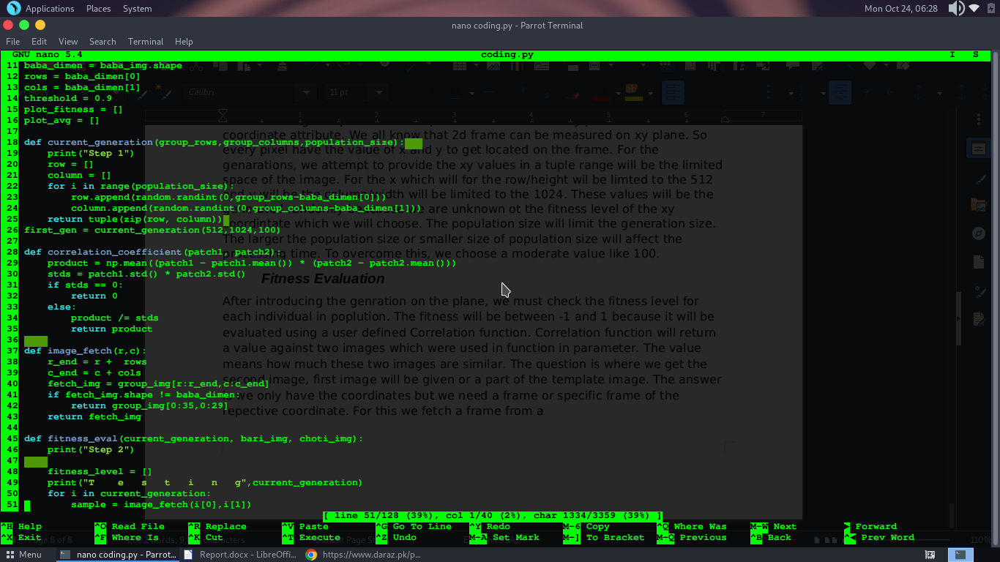 Applications Places System Mon Oct 24, 06:28
nano coding.py - Parrot Terminal
File Edit View Search Terminal Help
GNU nano 5.4 coding.py I S
11 baba_dimen = baba_img.shape
12 rows = baba_dimen[0]
13 cols = baba_dimen[1]
14 threshold = 0.9
15 plot_fitness = []
16 plot_avg = []
17
18 def current_generation(group_rows,group_columns,population_size):
19 print("Step 1")
20 row = []
21 column = []
22 for i in range(population_size):
23 row.append(random.randint(0,group_rows-baba_dimen[0]))
24 column.append(random.randint(0,group_columns-baba_dimen[1]))
25 return tuple(zip(row, column))
26 first_gen = current_generation(512,1024,100)
27
28 def correlation_coefficient(patch1, patch2):
29 product = np.mean((patch1 - patch1.mean()) * (patch2 - patch2.mean()))
30 stds = patch1.std() * patch2.std()
31 if stds == 0:
32 return 0
33 else:
34 product /= stds
35 return product
36
37 def image_fetch(r,c):
38 r_end = r + rows
39 c_end = c + cols
40 fetch_img = group_img[r:r_end,c:c_end]
41 if fetch_img.shape != baba_dimen:
42 return group_img[0:35,0:29]
43 return fetch_img
44
45 def fitness_eval(current_generation, bari_img, choti_img):
46 print("Step 2")
47
48 fitness_level = []
49 print("T e s t i n g",current_generation)
50 for i in current_generation:
51 sample = image_fetch(i[0],i[1])
[ line 51/128 (39%), col 1/40 (2%), char 1334/3359 (39%) ]
^H Help ^O Read File ^R Replace ^V Paste ^G Go To Line ^Y Redo M-6 Copy ^Q Where Was M-W Next Forward
^X Exit ^F Where Is ^K Cut ^T Execute ^Z Undo M-A Set Mark M-] To Bracket M-Q Previous ^B Back ^ Prev Word
Calibri 11 pt
coordinate attribute. We all know that 2d frame can be measured on xy plane. So
every pixel have the value of x and y to get located on the frame. For the
genarations, we attempt to provide the xy values in a tuple range will be the limited
space of the image. For the x which will for the row/height will be limted to the 512
and y will be the column/width will be limited to the 1024. These values will be the
are unknown ot the fitness level of the xy
coordintate which we will choose. The population size will limit the generation size.
The larger the population size or smaller size of population size will affect the
time. To overcome this, we choose a moderate value like 100.
Fitness Evaluation
After introducing the genration on the plane, we must check the fitness level for
each individual in poplution. The fitness will be between -1 and 1 because it will be
evaluated using a user defined Correlation function. Correlation function will return
a value against two images which were used in function in parameter. The value
means how much these two images are similar. The question is where we get the
second image, first image will be given or a part of the template image. The answer
we only have the coordinates but we need a frame or specific frame of the
repective coordinate. For this we fetch a frame from a
Menu nano coding.py - Parrot... Report.docx - LibreOffi... https://www.daraz.pk/p...